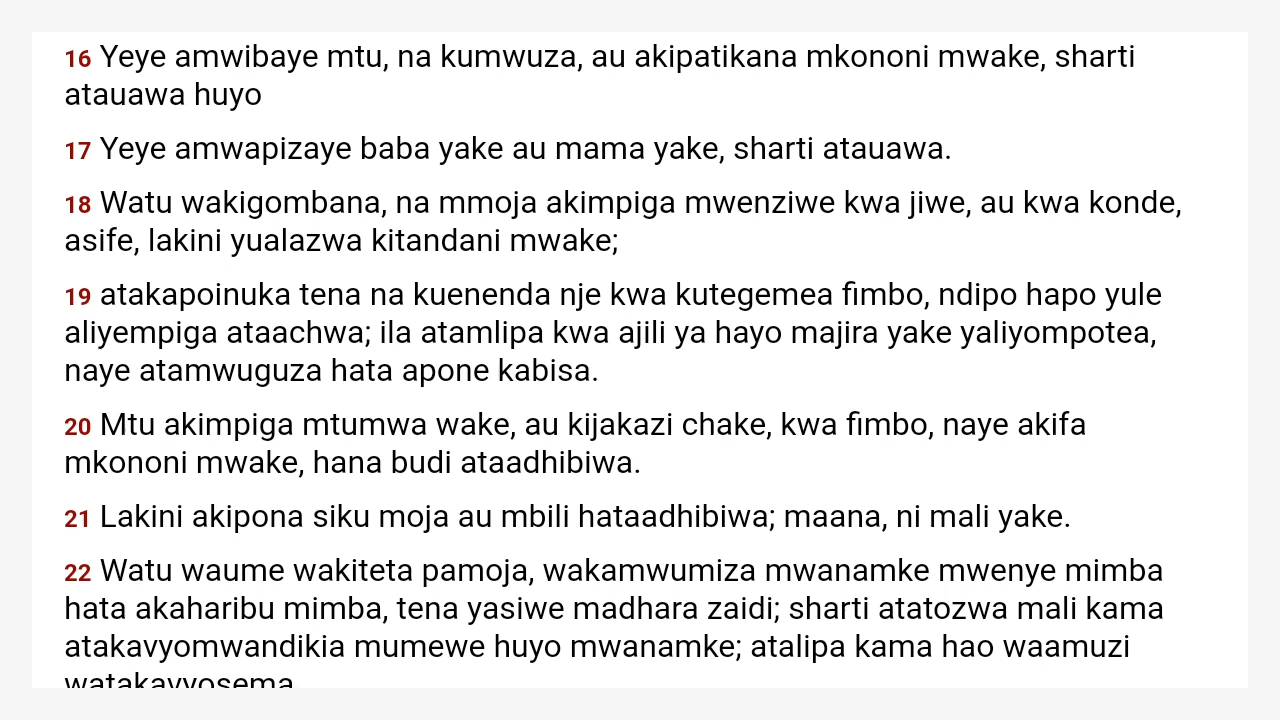 16 Yeye amwibaye mtu, na kumwuza, au akipatikana mkononi mwake, sharti
atauawa huyo
17 Yeye amwapizaye baba yake au mama yake, sharti atauawa.
18 Watu wakigombana, na mmoja akimpiga mwenziwe kwa jiwe, au kwa konde,
asife, lakini yualazwa kitandani mwake;
19 atakapoinuka tena na kuenenda nje kwa kutegemea fimbo, ndipo hapo yule
aliyempiga ataachwa; ila atamlipa kwa ajili ya hayo majira yake yaliyompotea,
naye atamwuguza hata apone kabisa.
20 Mtu akimpiga mtumwa wake, au kijakazi chake, kwa fimbo, naye akifa
mkononi mwake, hana budi ataadhibiwa.
21 Lakini akipona siku moja au mbili hataadhibiwa; maana, ni mali yake.
22 Watu waume wakiteta pamoja, wakamwumiza mwanamke mwenye mimba
hata akaharibu mimba, tena yasiwe madhara zaidi; sharti atatozwa mali kama
atakavyomwandikia mumewe huyo mwanamke; atalipa kama hao waamuzi
watakavyosema